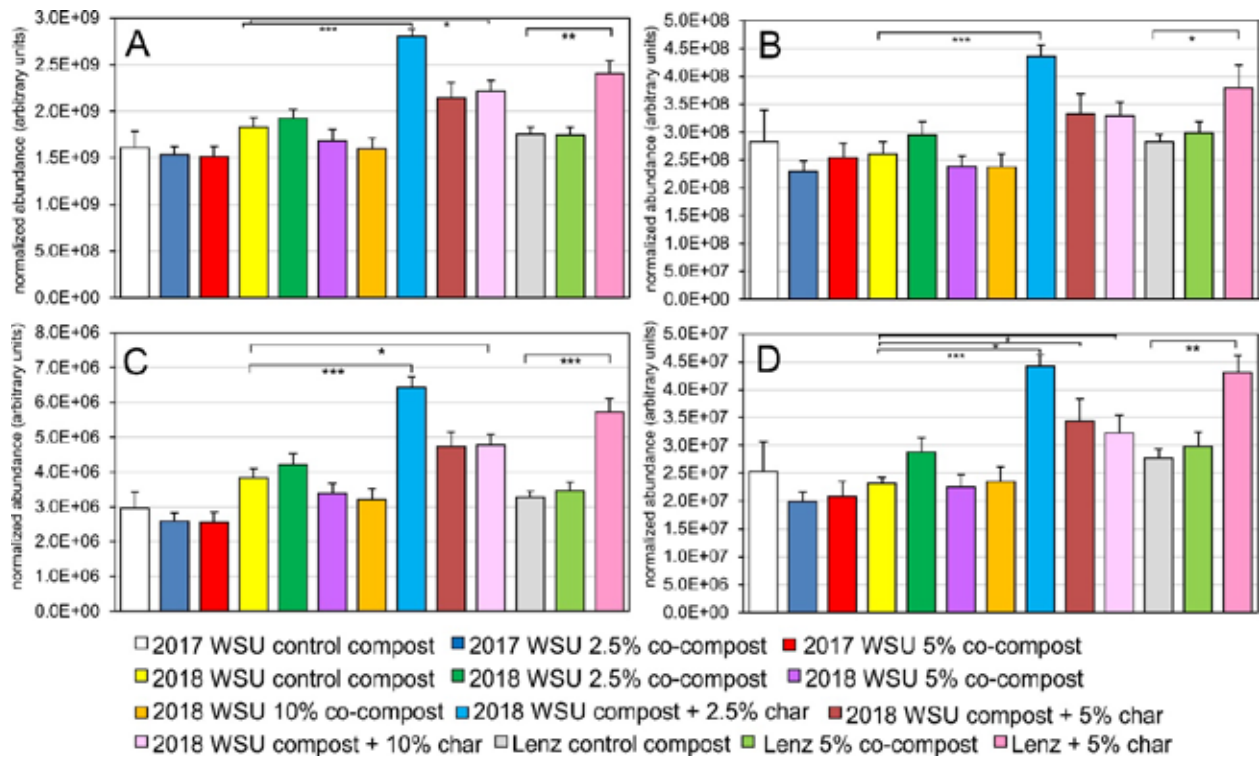 A
normalized abundance (arbitrary units)
3.0E+09
2.5E+09
2.0E+09
1.5E+09
1.0E+09
5.0E+08
0.0E+00
***
*
**
B
normalized abundance (arbitrary units)
5.0E+08
4.5E+08
4.0E+08
3.5E+08
3.0E+08
2.5E+08
2.0E+08
1.5E+08
1.0E+08
5.0E+07
0.0E+00
***
*
C
normalized abundance (arbitrary units)
8.0E+06
7.0E+06
6.0E+06
5.0E+06
4.0E+06
3.0E+06
2.0E+06
1.0E+06
0.0E+00
*
***
***
D
normalized abundance (arbitrary units)
5.0E+07
4.5E+07
4.0E+07
3.5E+07
3.0E+07
2.5E+07
2.0E+07
1.5E+07
1.0E+07
5.0E+06
0.0E+00
*
*
***
**
2017 WSU control compost 2017 WSU 2.5% co-compost 2017 WSU 5% co-compost
2018 WSU control compost 2018 WSU 2.5% co-compost 2018 WSU 5% co-compost
2018 WSU 10% co-compost 2018 WSU compost + 2.5% char 2018 WSU compost + 5% char
2018 WSU compost + 10% char Lenz control compost Lenz 5% co-compost Lenz + 5% char